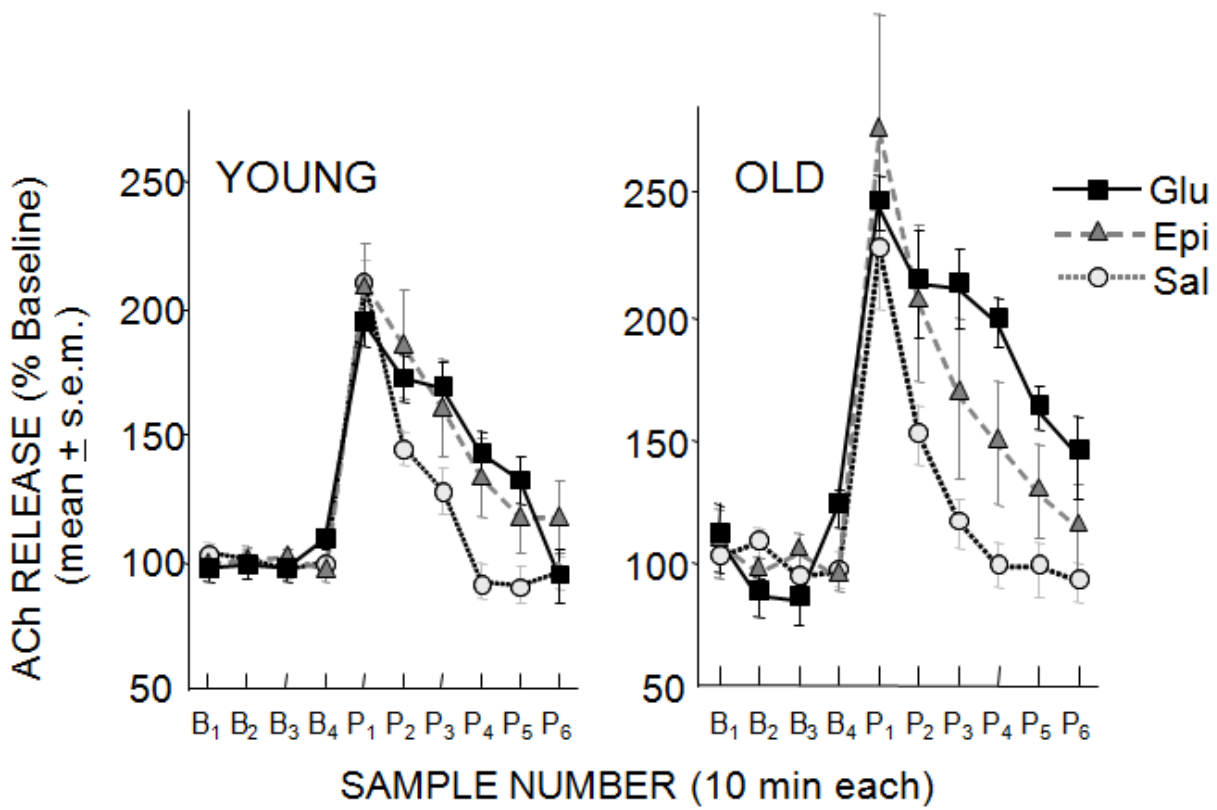 ACh RELEASE (% Baseline)
(mean ± s.e.m.)
YOUNG
250
200
150
100
50
B₁ B₂ B₃ B₄ P₁ P₂ P₃ P₄ P₅ P₆
OLD
250
200
150
100
50
B₁ B₂ B₃ B₄ P₁ P₂ P₃ P₄ P₅ P₆
Glu
Epi
Sal
SAMPLE NUMBER (10 min each)